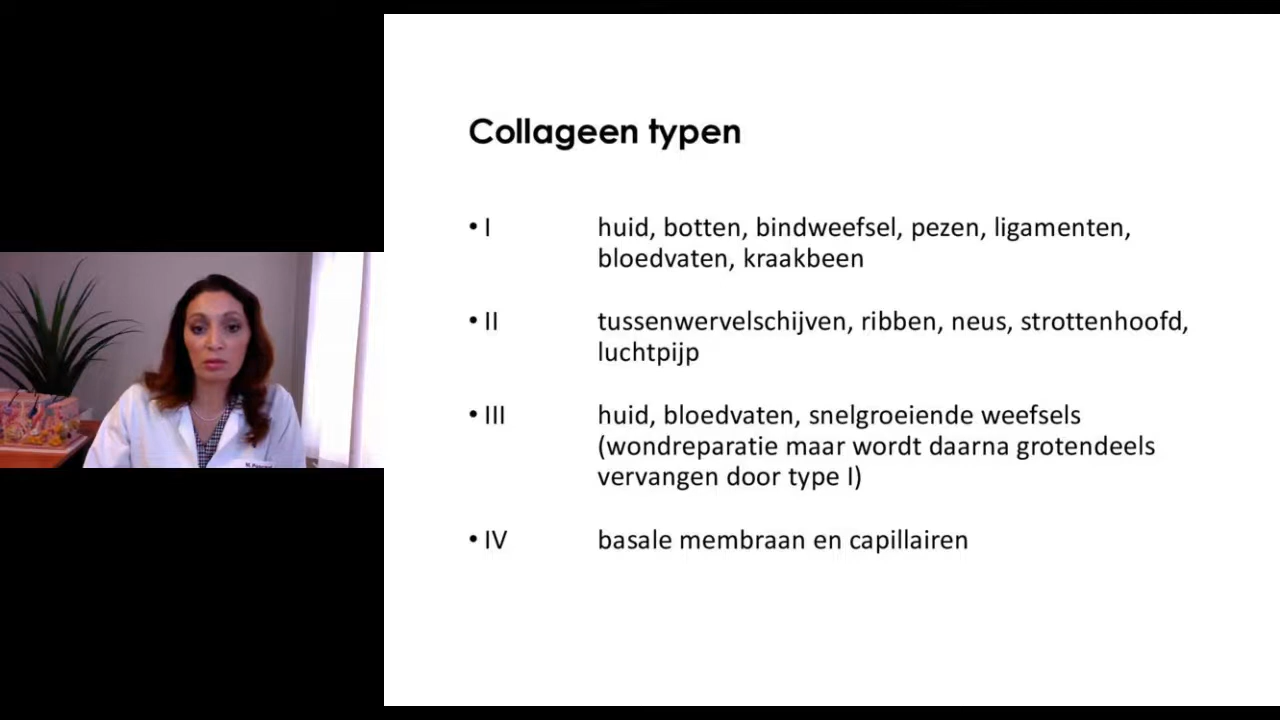 Collageen typen
• I huid, botten, bindweefsel, pezen, ligamenten,
bloedvaten, kraakbeen
• II tussenwervelschijven, ribben, neus, strottenhoofd,
luchtpijp
• III huid, bloedvaten, snelgroeiende weefsels
(wondreparatie maar wordt daarna grotendeels
vervangen door type I)
• IV basale membraan en capillairen